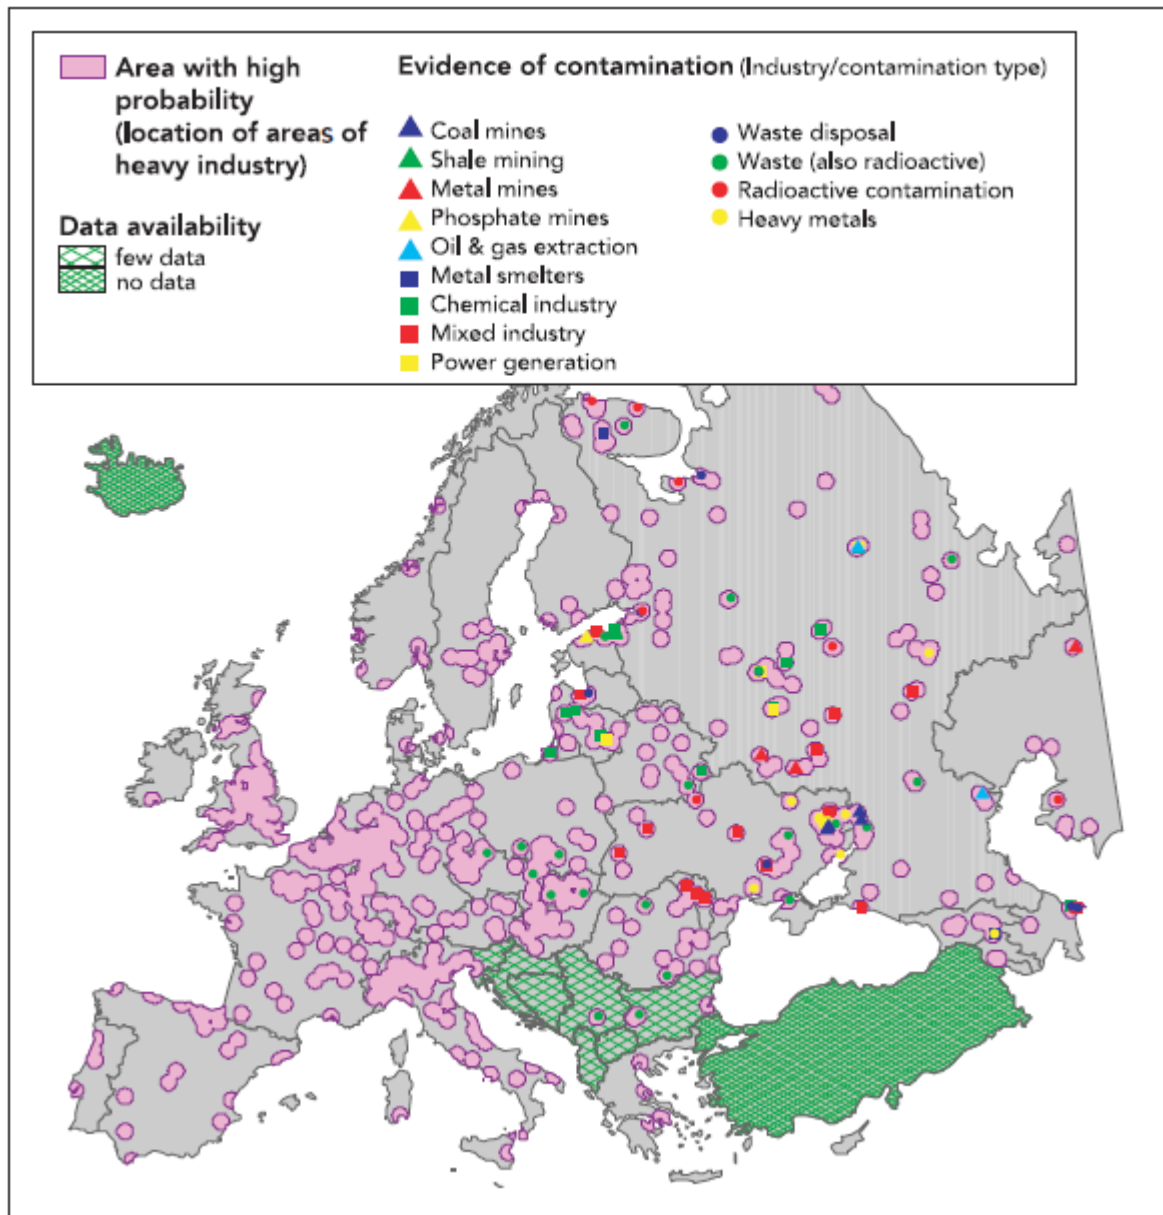 Area with high
probability
(location of areas of
heavy industry)
Data availability
few data
no data
Evidence of contamination (Industry/contamination type)
Coal mines
Shale mining
Metal mines
Phosphate mines
Oil & gas extraction
Metal smelters
Chemical industry
Mixed industry
Power generation
Waste disposal
Waste (also radioactive)
Radioactive contamination
Heavy metals